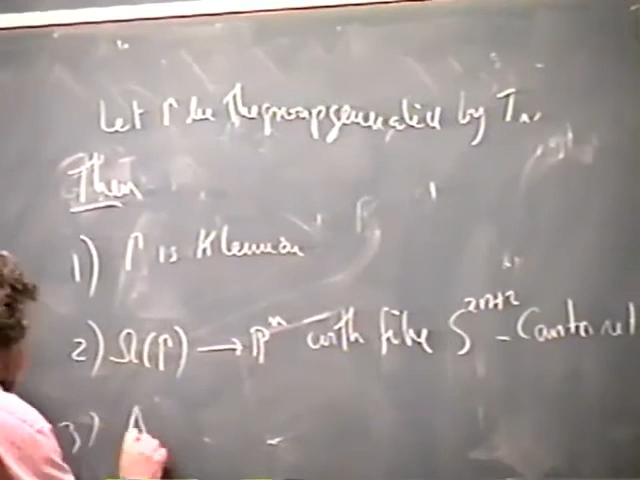 Let Γ be the group generated by Tₙ.
Then
1) Γ is Kleinian
2) Ω(Γ) → ℙⁿ with fibre S²ⁿ⁺² - Cantor set
3) Λ